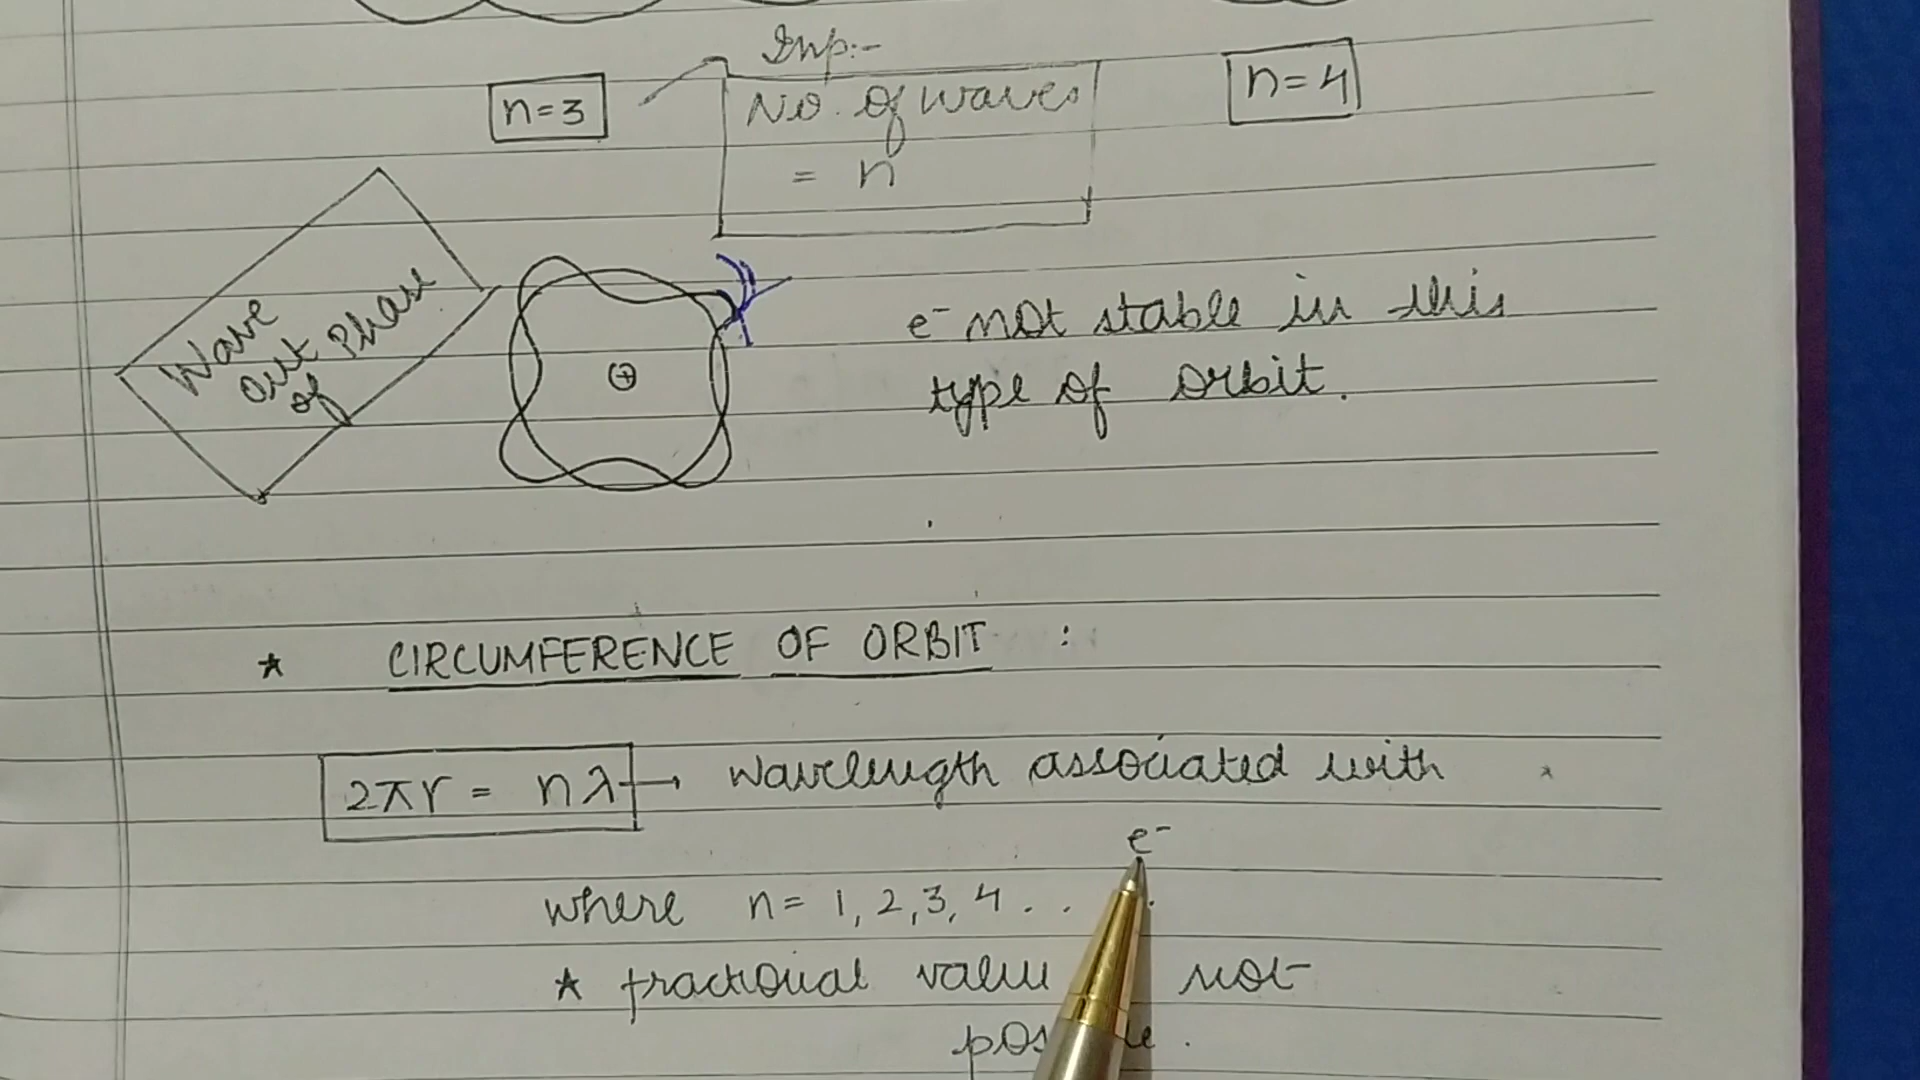 Imp:-
n=3
No. of waves
= n
n=4
Wave
out Phase
of
e⁻ not stable in this
type of orbit.
★ CIRCUMFERENCE OF ORBIT :
2πr = nλ → Wavelength associated with
e⁻
where n= 1, 2, 3, 4 . . .
★ fractional value not